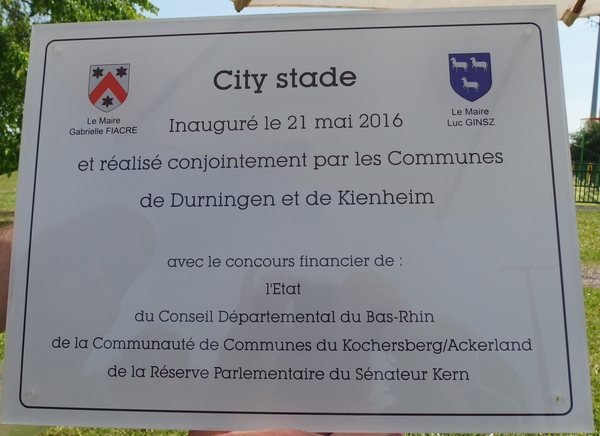 City stade
Le Maire
Gabrielle FIACRE
Le Maire
Luc GINSZ
Inauguré le 21 mai 2016
et réalisé conjointement par les Communes
de Durningen et de Kienheim
avec le concours financier de :
l'Etat
du Conseil Départemental du Bas-Rhin
de la Communauté de Communes du Kochersberg/Ackerland
de la Réserve Parlementaire du Sénateur Kern